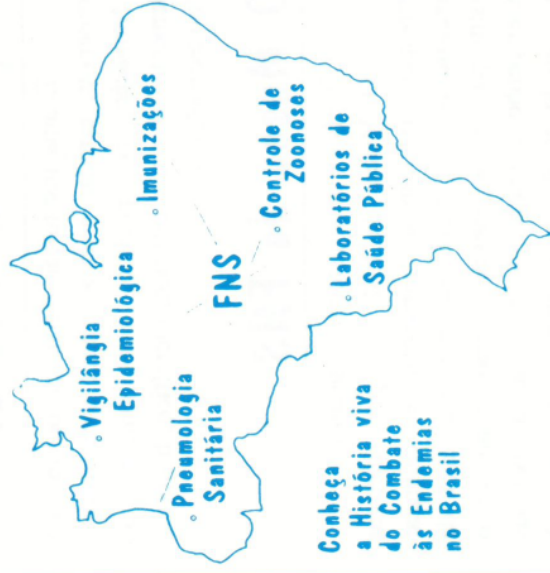 Vigilângia
Epidemiológica
Imunizações
Pneumologia
Sanitária
FNS
Controle de
Zoonoses
Laboratórios de
Saúde Pública
Conheça
a História viva
do Combate
às Endemias
no Brasil